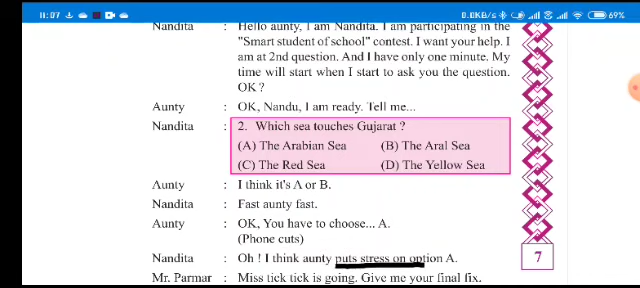 11:07 0.0KB/s 69%
Nandita : Hello aunty, I am Nandita. I am participating in the
"Smart student of school" contest. I want your help. I
am at 2nd question. And I have only one minute. My
time will start when I start to ask you the question.
OK ?
Aunty : OK, Nandu, I am ready. Tell me...
Nandita : 2. Which sea touches Gujarat ?
(A) The Arabian Sea (B) The Aral Sea
(C) The Red Sea (D) The Yellow Sea
Aunty : I think it's A or B.
Nandita : Fast aunty fast.
Aunty : OK, You have to choose... A.
(Phone cuts)
Nandita : Oh ! I think aunty puts stress on option A.
7
Mr. Parmar : Miss tick tick is going. Give me your final fix.